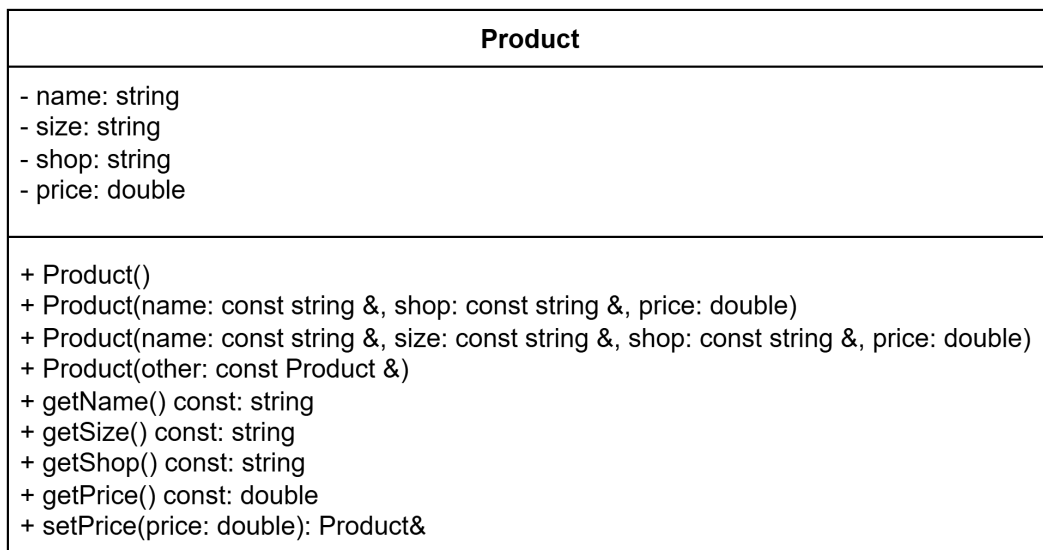 Product
- name: string
- size: string
- shop: string
- price: double
+ Product()
+ Product(name: const string &, shop: const string &, price: double)
+ Product(name: const string &, size: const string &, shop: const string &, price: double)
+ Product(other: const Product &)
+ getName() const: string
+ getSize() const: string
+ getShop() const: string
+ getPrice() const: double
+ setPrice(price: double): Product&